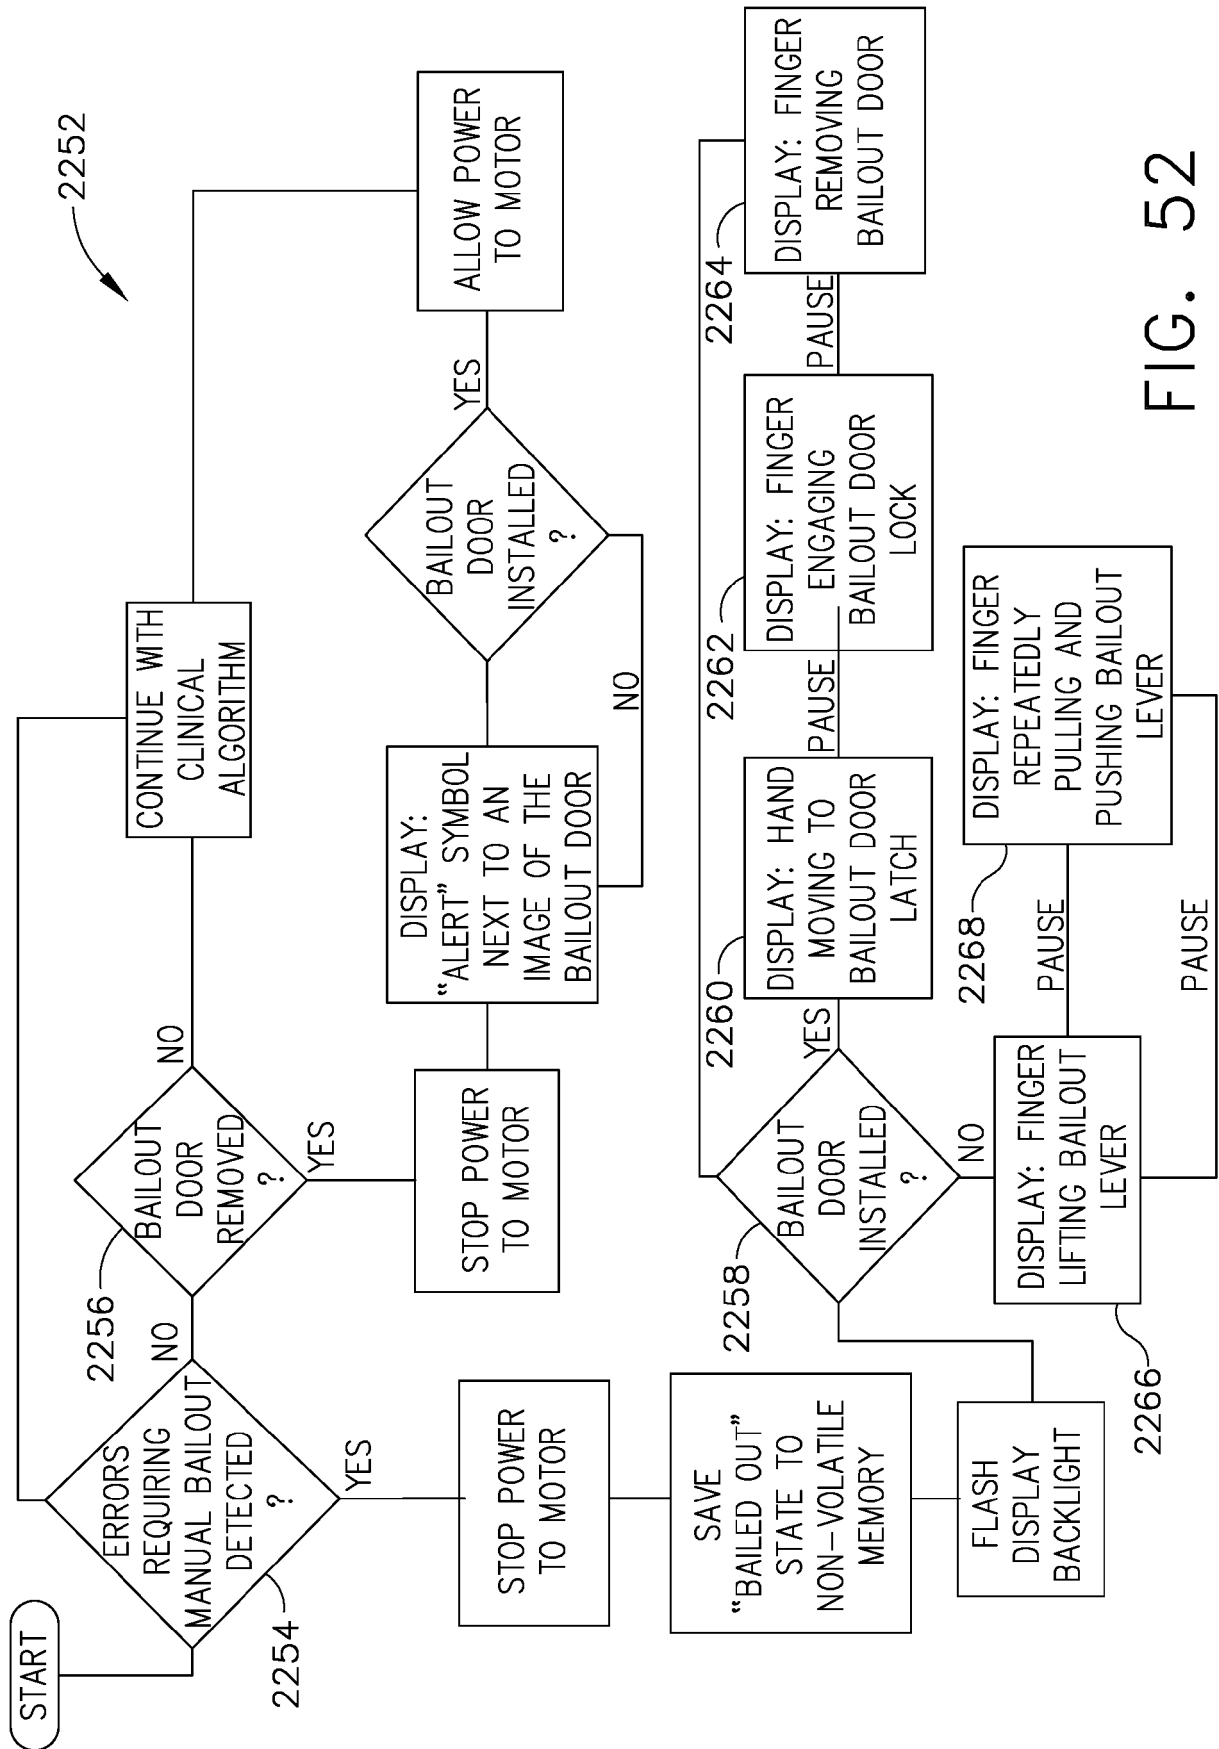 2252
START
ERRORS
REQUIRING
MANUAL BAILOUT
DETECTED
?
2254
NO
YES
2256
BAILOUT
DOOR
REMOVED
?
NO
YES
CONTINUE WITH
CLINICAL
ALGORITHM
STOP POWER
TO MOTOR
DISPLAY:
“ALERT” SYMBOL
NEXT TO AN
IMAGE OF THE
BAILOUT DOOR
BAILOUT
DOOR
INSTALLED
?
YES
NO
ALLOW POWER
TO MOTOR
STOP POWER
TO MOTOR
SAVE
“BAILED OUT”
STATE TO
NON-VOLATILE
MEMORY
FLASH
DISPLAY
BACKLIGHT
2258
BAILOUT
DOOR
INSTALLED
?
YES
NO
2260
DISPLAY: HAND
MOVING TO
BAILOUT DOOR
LATCH
PAUSE
2262
DISPLAY: FINGER
ENGAGING
BAILOUT DOOR
LOCK
PAUSE
2264
DISPLAY: FINGER
REMOVING
BAILOUT DOOR
2266
DISPLAY: FINGER
LIFTING BAILOUT
LEVER
PAUSE
2268
DISPLAY: FINGER
REPEATEDLY
PULLING AND
PUSHING BAILOUT
LEVER
PAUSE
FIG. 52